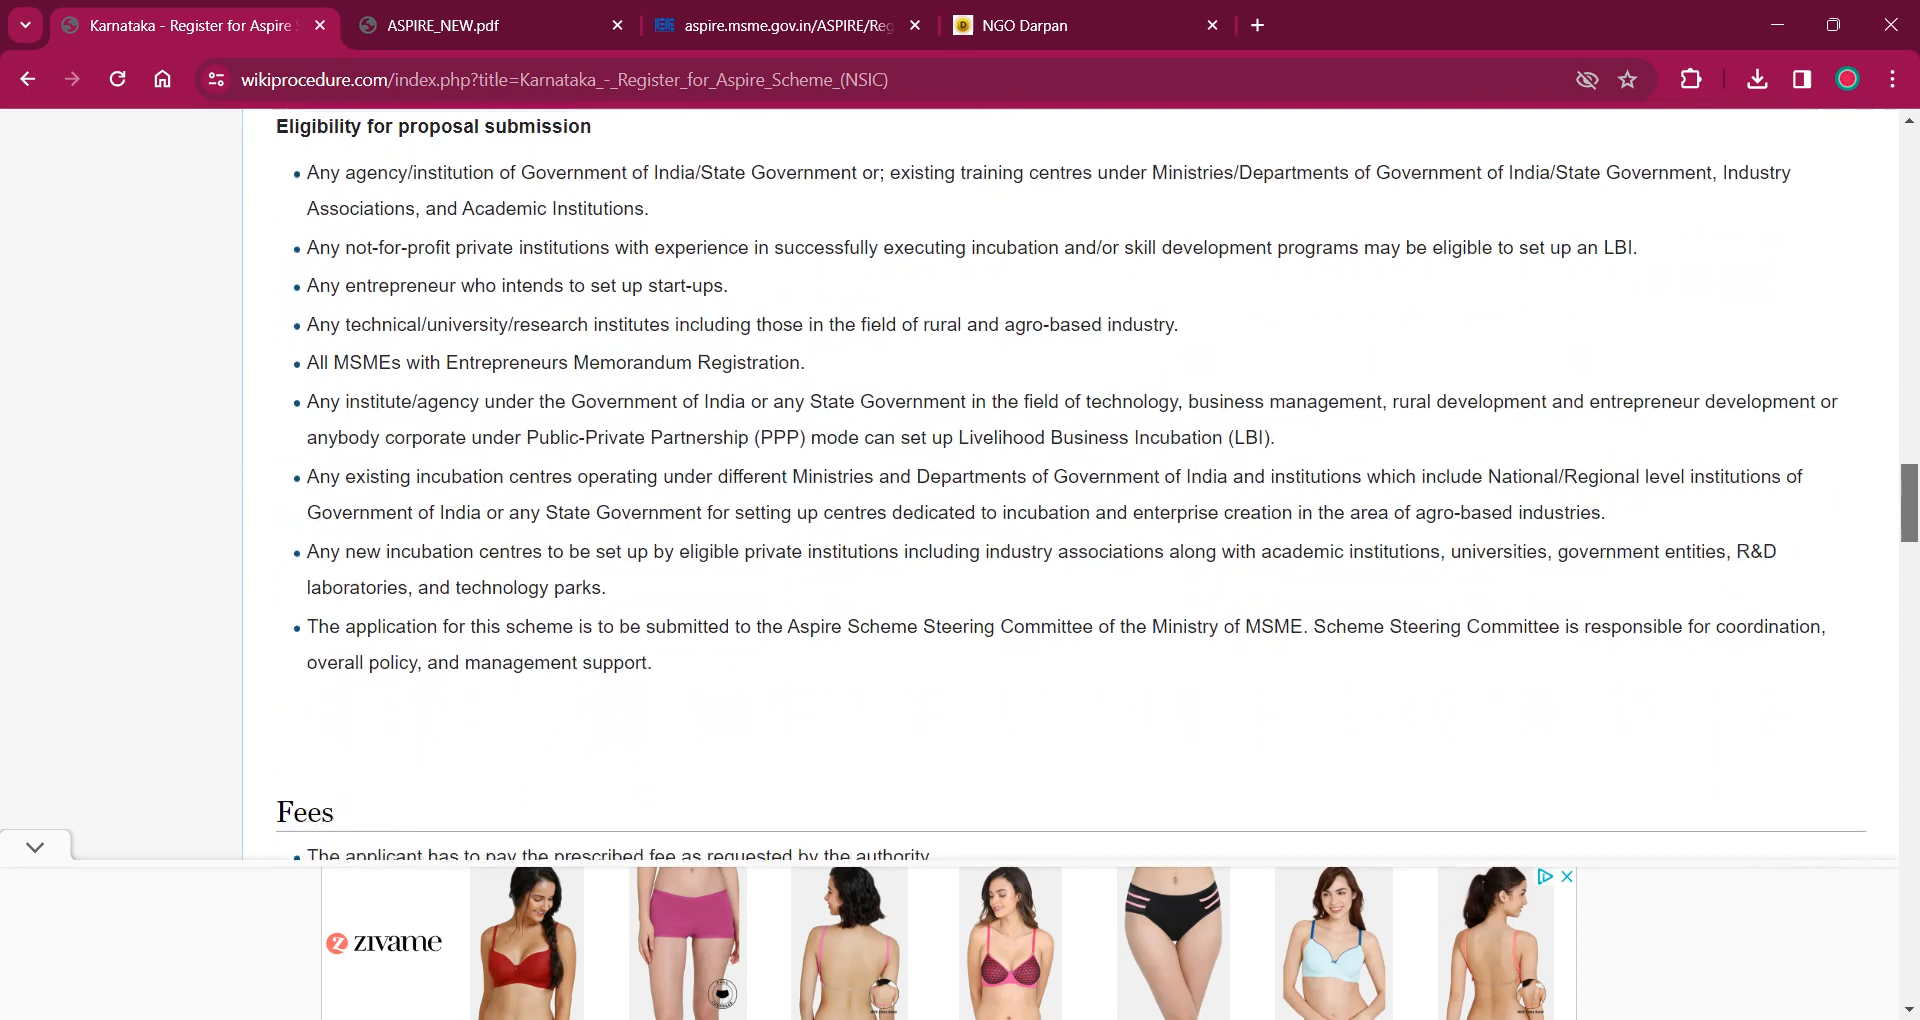 Karnataka - Register for Aspire S
ASPIRE_NEW.pdf
aspire.msme.gov.in/ASPIRE/Reg
NGO Darpan
wikiprocedure.com/index.php?title=Karnataka_-_Register_for_Aspire_Scheme_(NSIC)
Eligibility for proposal submission
• Any agency/institution of Government of India/State Government or; existing training centres under Ministries/Departments of Government of India/State Government, Industry
Associations, and Academic Institutions.
• Any not-for-profit private institutions with experience in successfully executing incubation and/or skill development programs may be eligible to set up an LBI.
• Any entrepreneur who intends to set up start-ups.
• Any technical/university/research institutes including those in the field of rural and agro-based industry.
• All MSMEs with Entrepreneurs Memorandum Registration.
• Any institute/agency under the Government of India or any State Government in the field of technology, business management, rural development and entrepreneur development or
anybody corporate under Public-Private Partnership (PPP) mode can set up Livelihood Business Incubation (LBI).
• Any existing incubation centres operating under different Ministries and Departments of Government of India and institutions which include National/Regional level institutions of
Government of India or any State Government for setting up centres dedicated to incubation and enterprise creation in the area of agro-based industries.
• Any new incubation centres to be set up by eligible private institutions including industry associations along with academic institutions, universities, government entities, R&D
laboratories, and technology parks.
• The application for this scheme is to be submitted to the Aspire Scheme Steering Committee of the Ministry of MSME. Scheme Steering Committee is responsible for coordination,
overall policy, and management support.
Fees
• The applicant has to pay the prescribed fee as requested by the authority
zivame